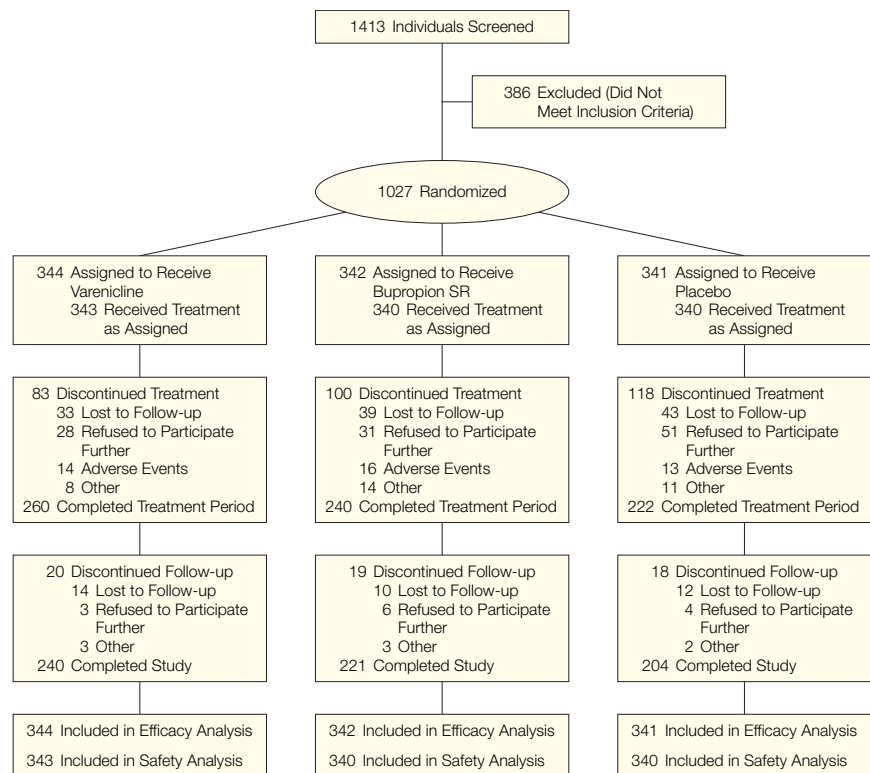 1413 Individuals Screened
386 Excluded (Did Not
Meet Inclusion Criteria)
1027 Randomized
344 Assigned to Receive
Varenicline
343 Received Treatment
as Assigned
342 Assigned to Receive
Bupropion SR
340 Received Treatment
as Assigned
341 Assigned to Receive
Placebo
340 Received Treatment
as Assigned
83 Discontinued Treatment
33 Lost to Follow-up
28 Refused to Participate
Further
14 Adverse Events
8 Other
260 Completed Treatment Period
100 Discontinued Treatment
39 Lost to Follow-up
31 Refused to Participate
Further
16 Adverse Events
14 Other
240 Completed Treatment Period
118 Discontinued Treatment
43 Lost to Follow-up
51 Refused to Participate
Further
13 Adverse Events
11 Other
222 Completed Treatment Period
20 Discontinued Follow-up
14 Lost to Follow-up
3 Refused to Participate
Further
3 Other
240 Completed Study
19 Discontinued Follow-up
10 Lost to Follow-up
6 Refused to Participate
Further
3 Other
221 Completed Study
18 Discontinued Follow-up
12 Lost to Follow-up
4 Refused to Participate
Further
2 Other
204 Completed Study
344 Included in Efficacy Analysis
343 Included in Safety Analysis
342 Included in Efficacy Analysis
340 Included in Safety Analysis
341 Included in Efficacy Analysis
340 Included in Safety Analysis